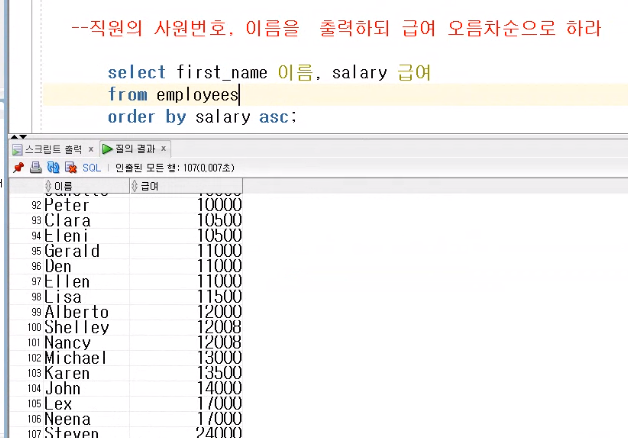 --직원의 사원번호, 이름을 출력하되 급여 오름차순으로 하라
select first_name 이름, salary 급여
from employees
order by salary asc;
스크립트 출력 x 질의 결과 x
SQL | 인출된 모든 행: 107(0.007초)
이름 급여
92 Peter 10000
93 Clara 10500
94 Eleni 10500
95 Gerald 11000
96 Den 11000
97 Ellen 11000
98 Lisa 11500
99 Alberto 12000
100 Shelley 12008
101 Nancy 12008
102 Michael 13000
103 Karen 13500
104 John 14000
105 Lex 17000
106 Neena 17000
107 Steven 24000